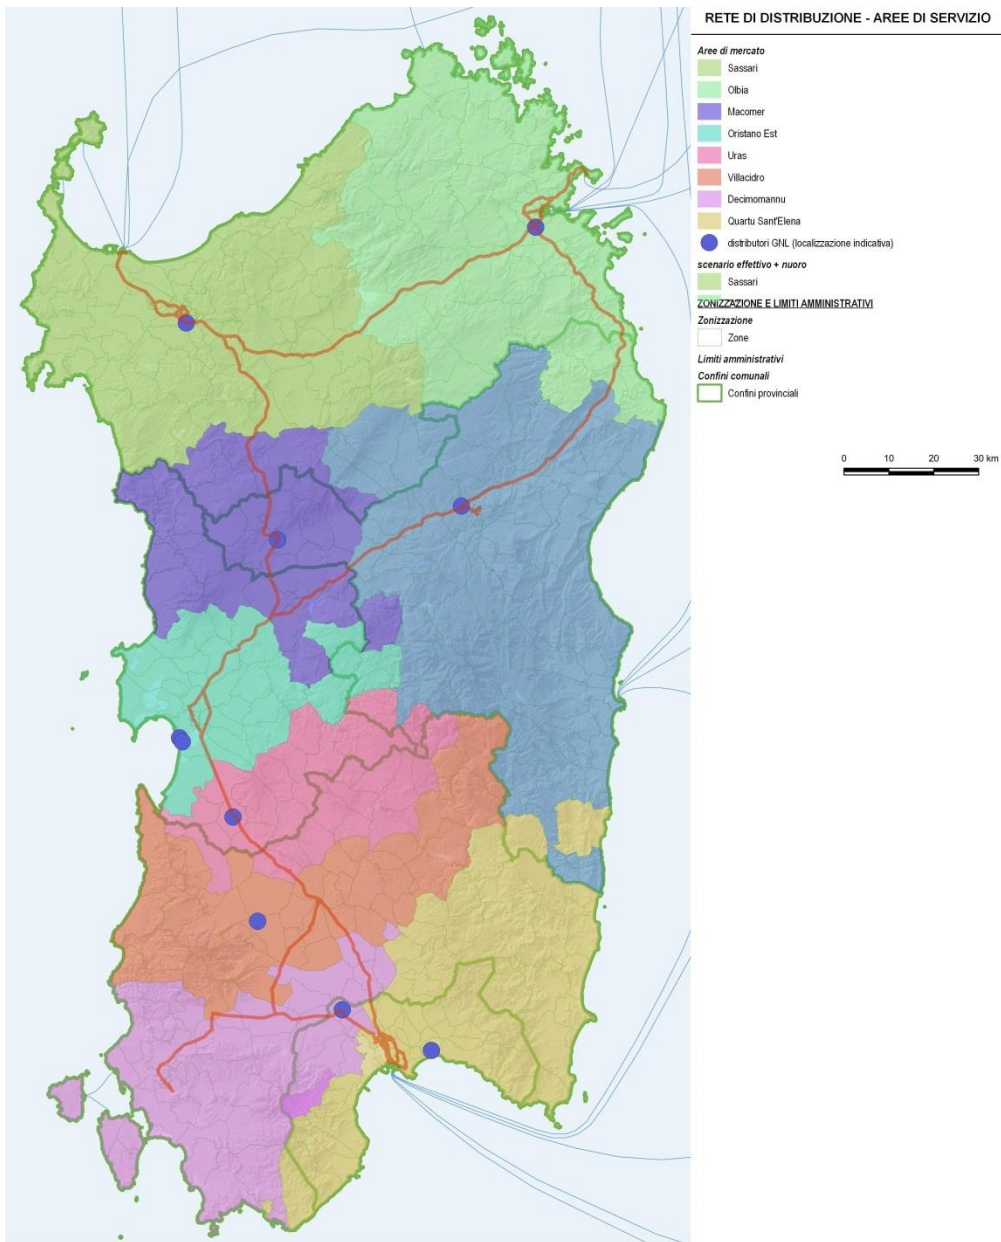 RETE DI DISTRIBUZIONE - AREE DI SERVIZIO
Aree di mercato
Sassari
Olbia
Macomer
Oristano Est
Uras
Villacidro
Decimomannu
Quartu Sant'Elena
distributori GNL (localizzazione indicativa)
scenario effettivo + nuoro
Sassari
ZONIZZAZIONE E LIMITI AMMINISTRATIVI
Zonizzazione
Zone
Limiti amministrativi
Confini comunali
Confini provinciali
0 10 20 30 km